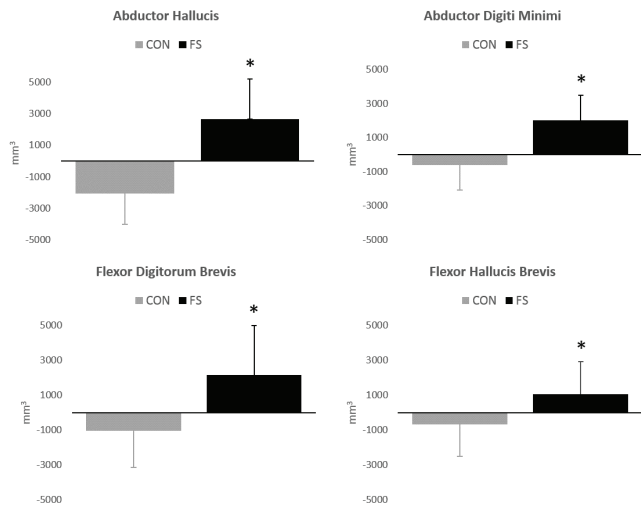 Abductor Hallucis
CON FS
5000
3000
1000
-1000
-3000
-5000
mm³
*
Abductor Digiti Minimi
CON FS
5000
3000
1000
-1000
-3000
-5000
mm³
*
Flexor Digitorum Brevis
CON FS
5000
3000
1000
-1000
-3000
-5000
mm³
*
Flexor Hallucis Brevis
CON FS
5000
3000
1000
-1000
-3000
-5000
mm³
*